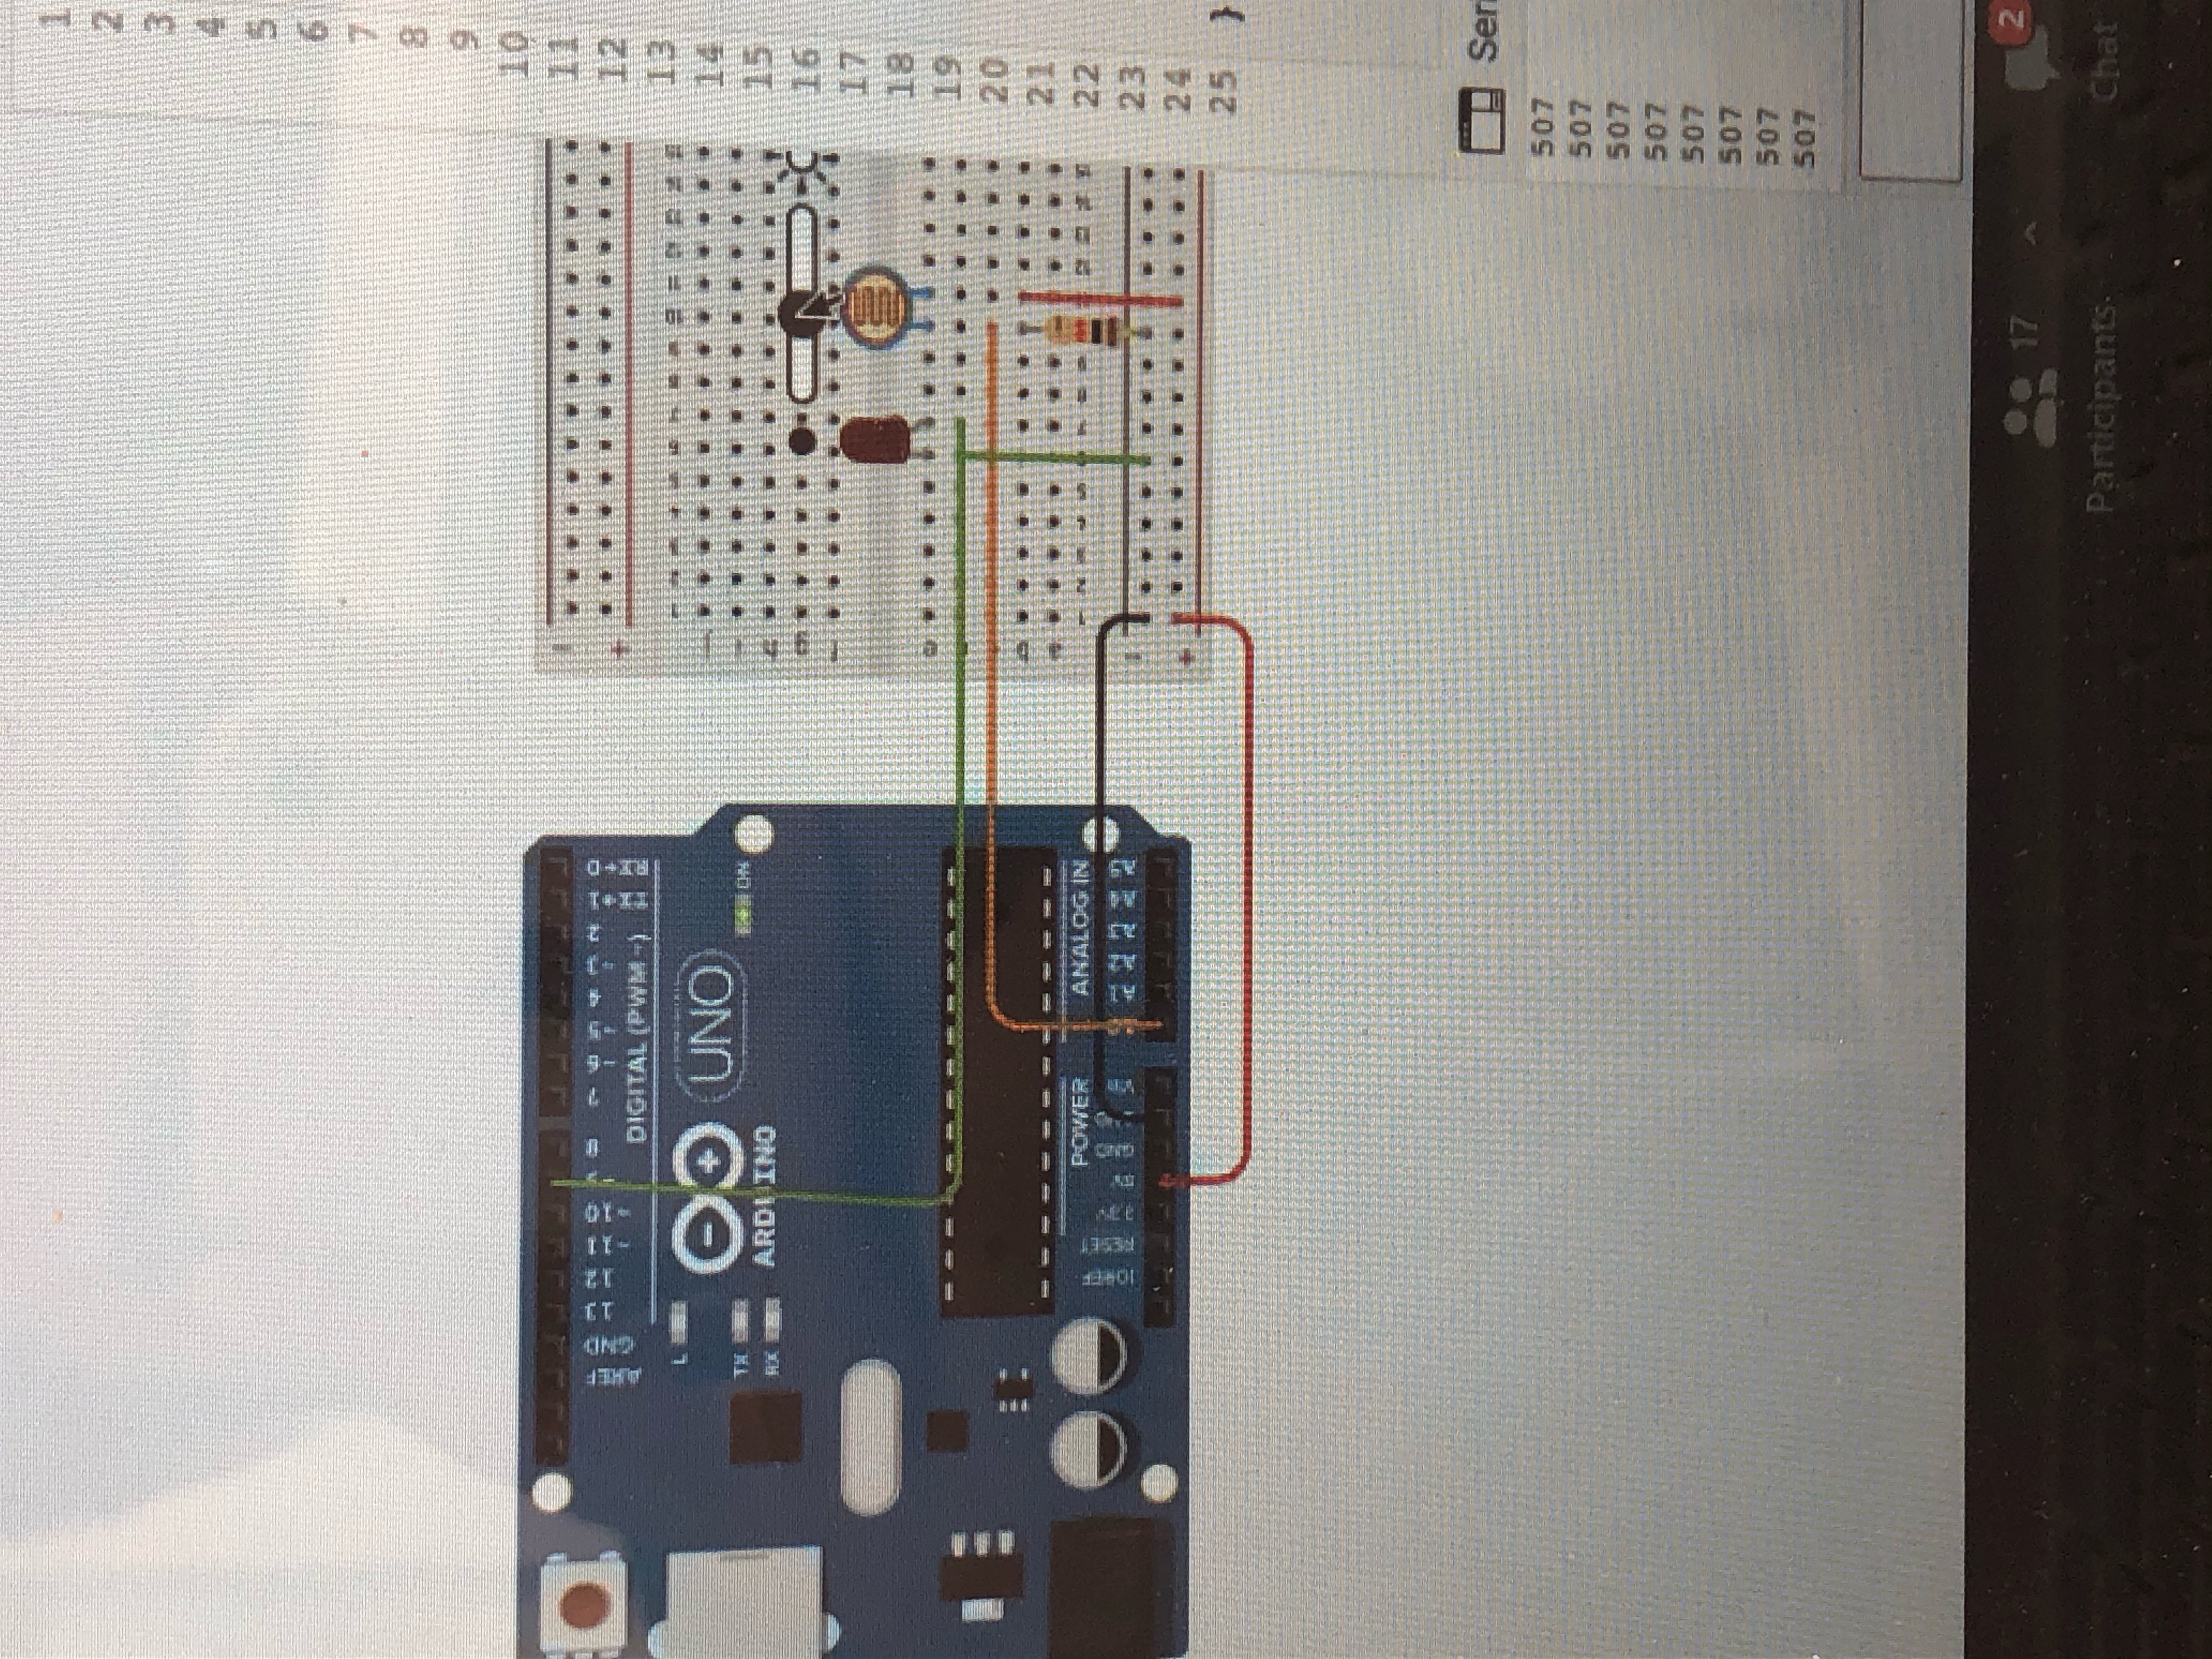 1
2
3
4
5
6
7
8
9
10
11
12
13
14
15
16
17
18
19
20
21
22
23
24
25 }
AREF
GND
13
12
~11
~10
8
7
~6
~5
4
~3
2
TX→1
RX←0
DIGITAL (PWM~)
L
TX
RX
ARDUINO
UNO
ON
POWER
ANALOG IN
IOREF
RESET
3.3V
5V
GND
A1
A2
A3
A4
A5
Seri
507
507
507
507
507
507
507
507
17
2
Participants
Chat